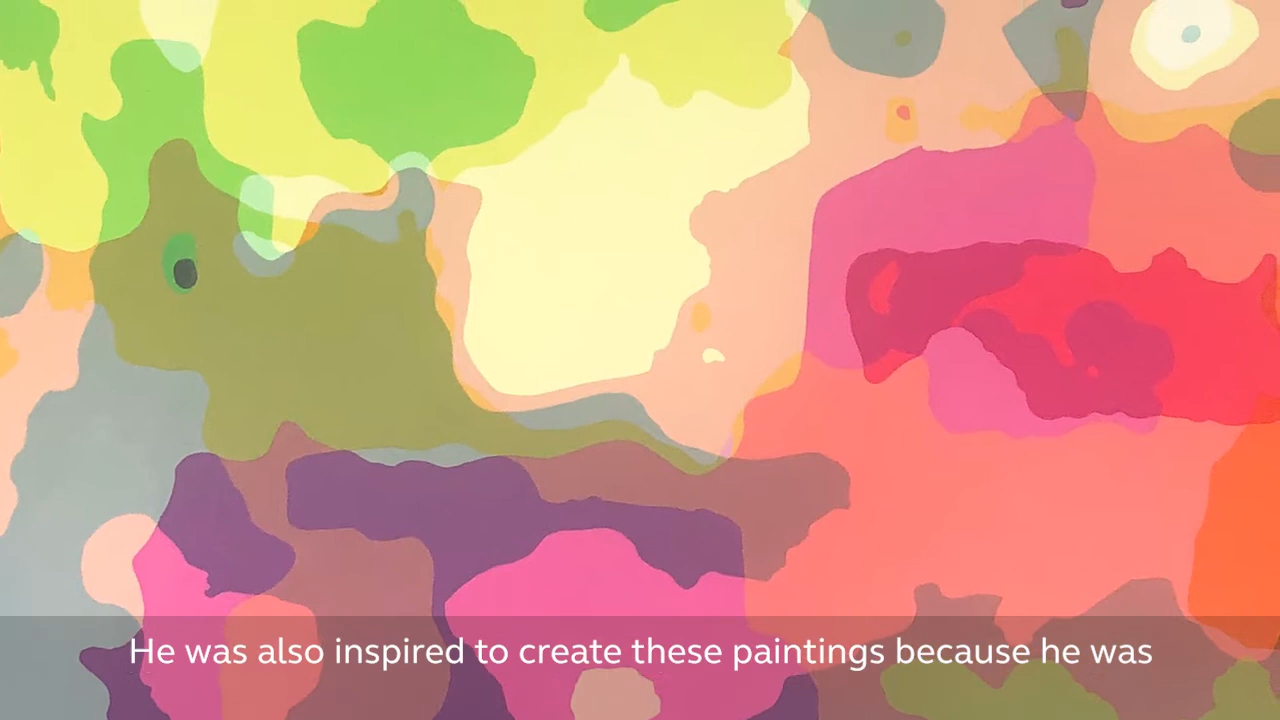 He was also inspired to create these paintings because he was